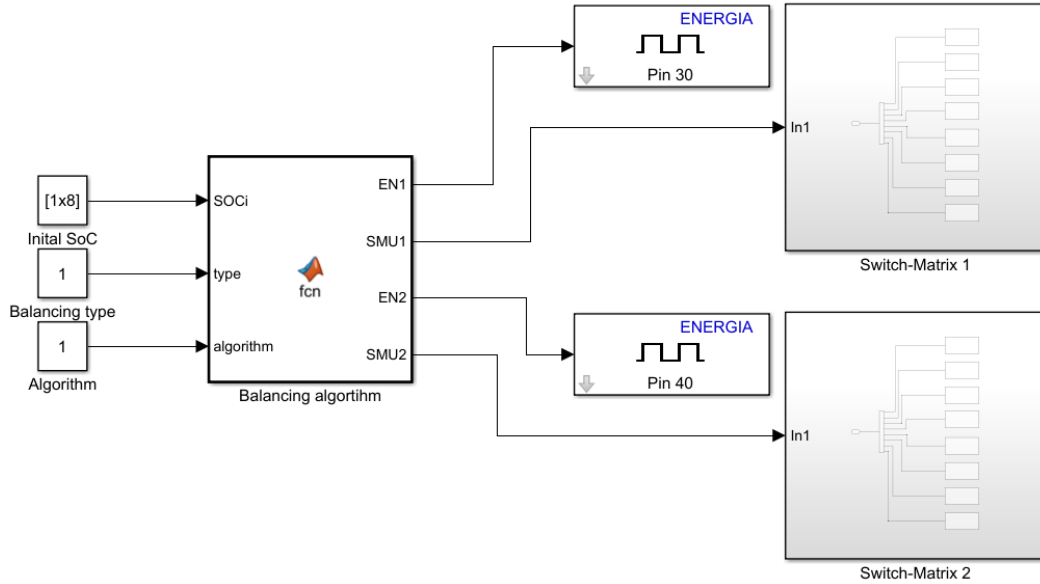 ENERGIA
Pin 30
In1
Switch-Matrix 1
[1x8]
Inital SoC
1
Balancing type
1
Algorithm
SOCi
type
algorithm
fcn
EN1
SMU1
EN2
SMU2
Balancing algortihm
ENERGIA
Pin 40
In1
Switch-Matrix 2